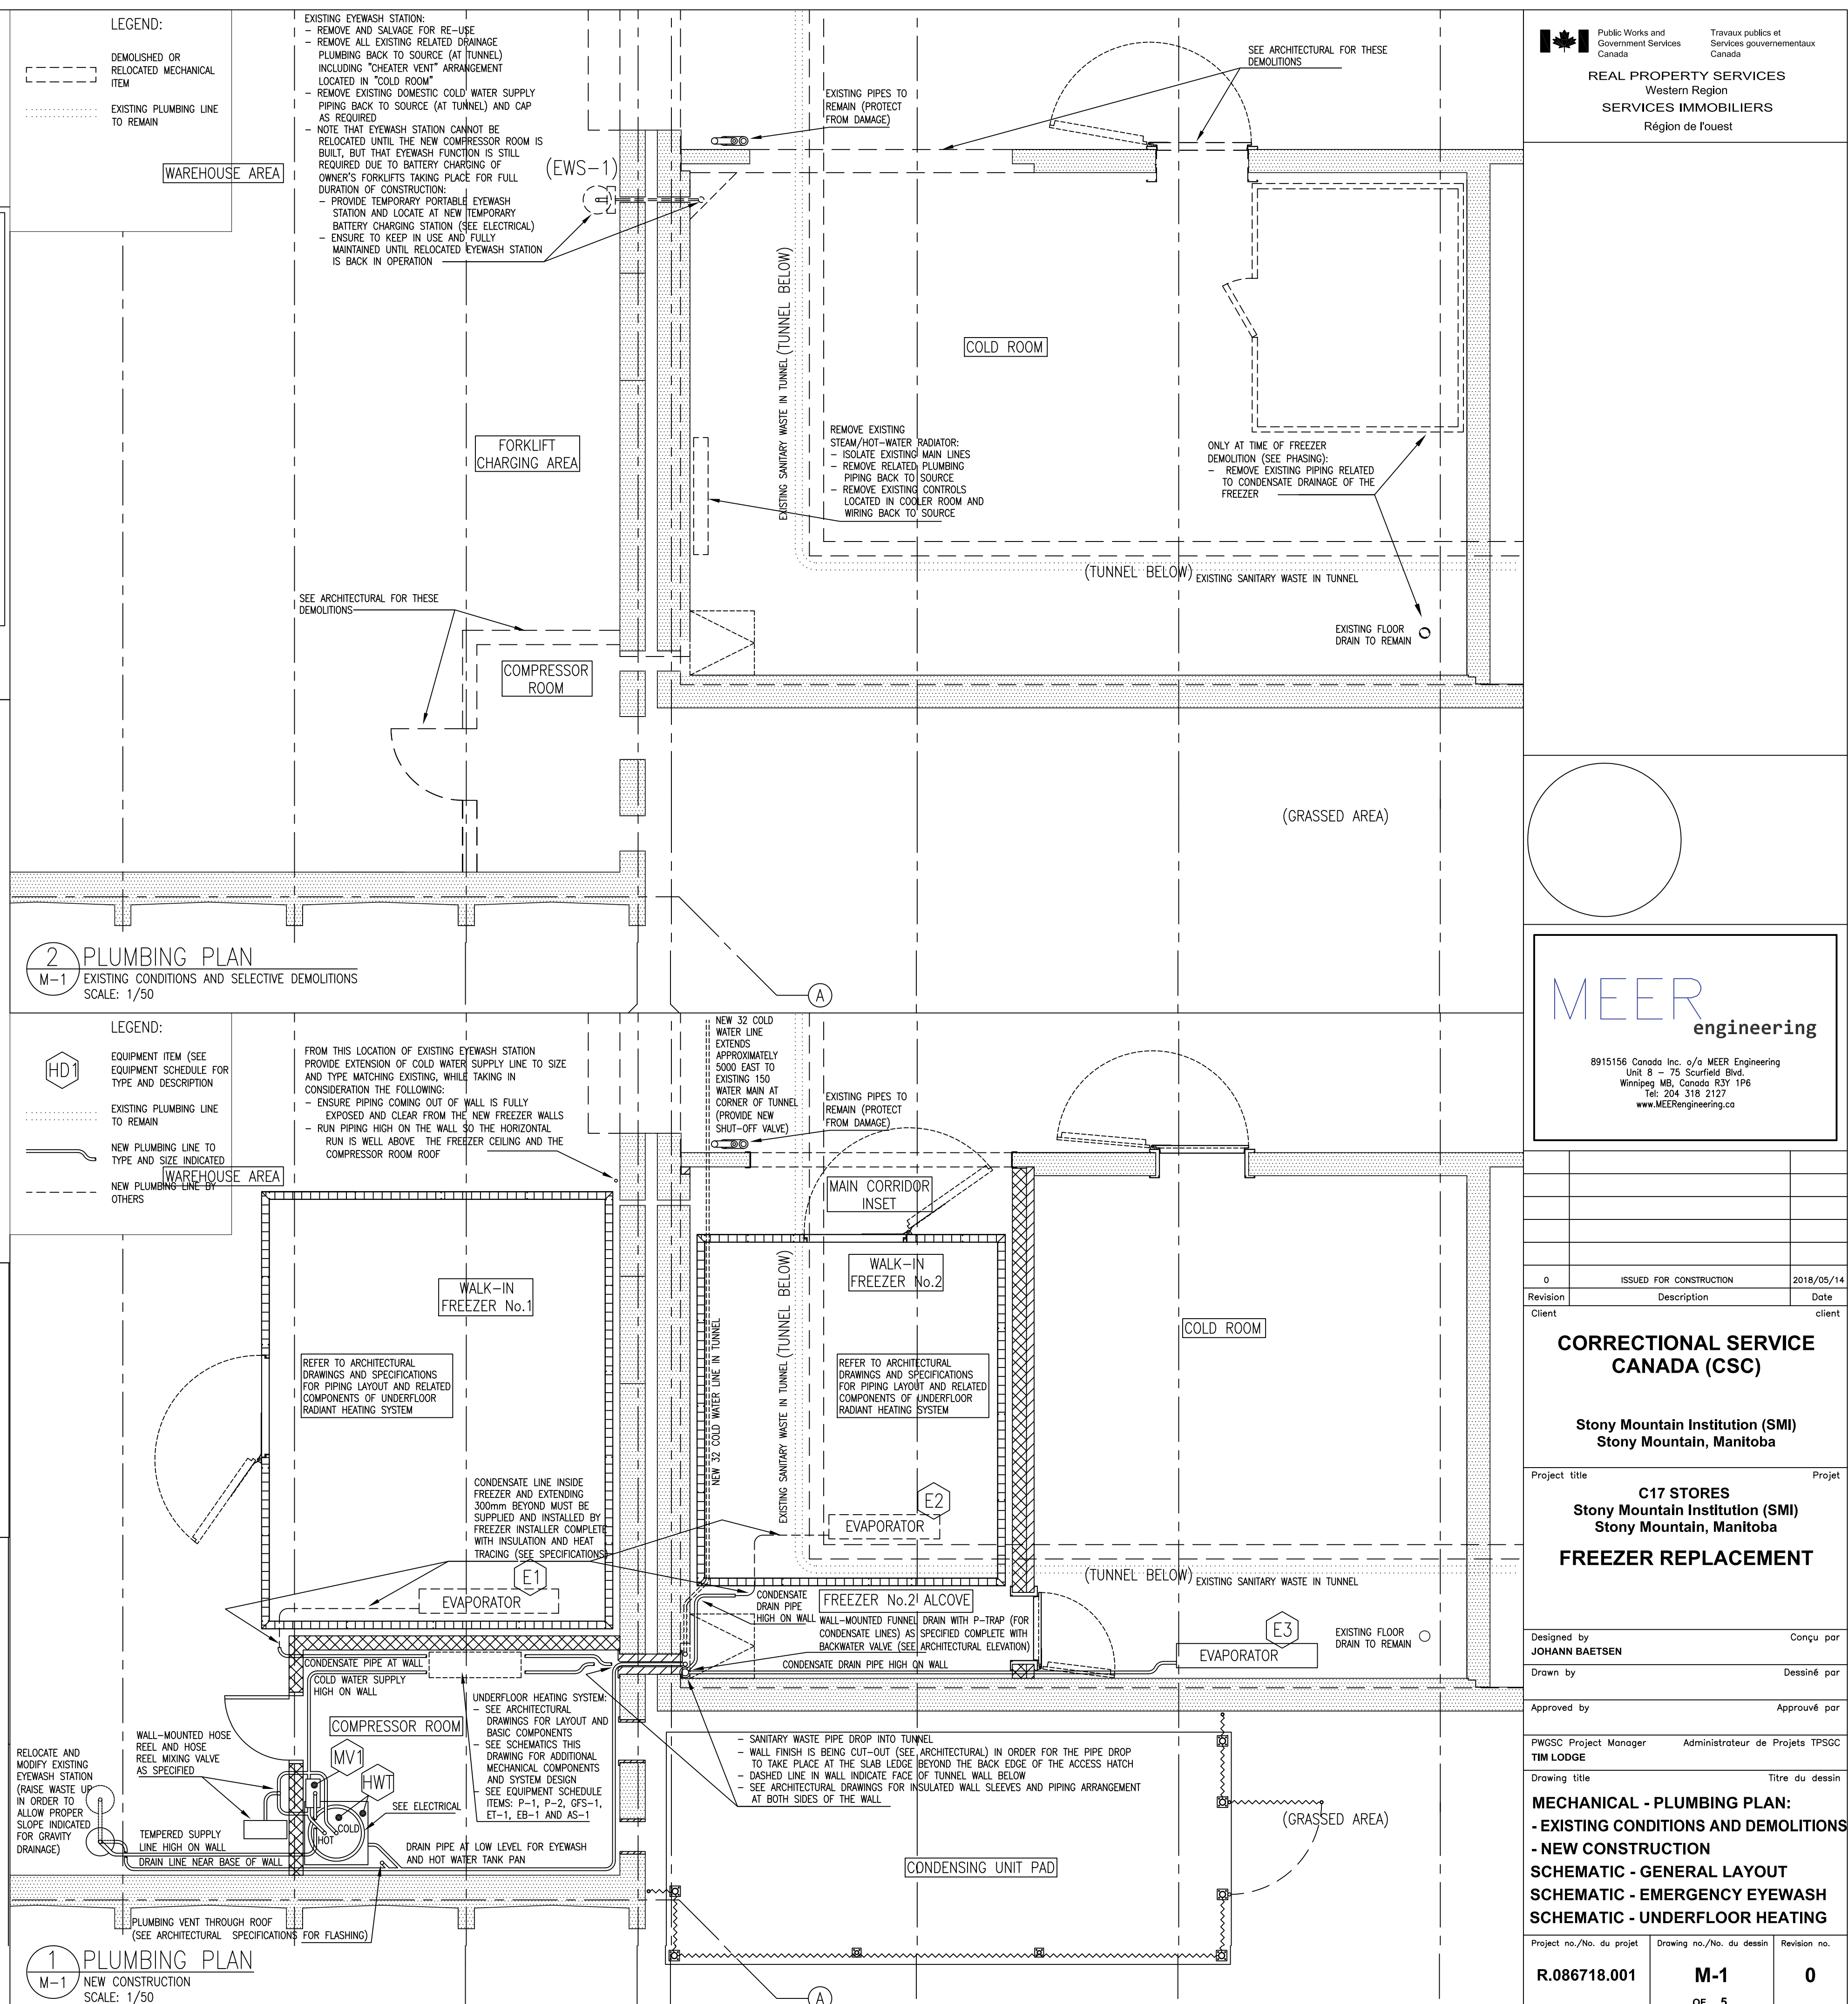 LEGEND:
DEMOLISHED OR
RELOCATED MECHANICAL
ITEM
EXISTING PLUMBING LINE
TO REMAIN
WAREHOUSE AREA
EXISTING EYEWASH STATION:
– REMOVE AND SALVAGE FOR RE-USE
– REMOVE ALL EXISTING RELATED DRAINAGE
PLUMBING BACK TO SOURCE (AT TUNNEL)
INCLUDING "CHEATER VENT" ARRANGEMENT
LOCATED IN "COLD ROOM"
– REMOVE EXISTING DOMESTIC COLD WATER SUPPLY
PIPING BACK TO SOURCE (AT TUNNEL) AND CAP
AS REQUIRED
– NOTE THAT EYEWASH STATION CANNOT BE
RELOCATED UNTIL THE NEW COMPRESSOR ROOM IS
BUILT, BUT THAT EYEWASH FUNCTION IS STILL
REQUIRED DUE TO BATTERY CHARGING OF
OWNER'S FORKLIFTS TAKING PLACE FOR FULL
DURATION OF CONSTRUCTION:
– PROVIDE TEMPORARY PORTABLE EYEWASH
STATION AND LOCATE AT NEW TEMPORARY
BATTERY CHARGING STATION (SEE ELECTRICAL)
– ENSURE TO KEEP IN USE AND FULLY
MAINTAINED UNTIL RELOCATED EYEWASH STATION
IS BACK IN OPERATION
(EWS-1)
EXISTING PIPES TO
REMAIN (PROTECT
FROM DAMAGE)
SEE ARCHITECTURAL FOR THESE
DEMOLITIONS
EXISTING SANITARY WASTE IN TUNNEL
(TUNNEL BELOW)
COLD ROOM
FORKLIFT
CHARGING AREA
REMOVE EXISTING
STEAM/HOT-WATER RADIATOR:
– ISOLATE EXISTING MAIN LINES
– REMOVE RELATED PLUMBING
PIPING BACK TO SOURCE
– REMOVE EXISTING CONTROLS
LOCATED IN COOLER ROOM AND
WIRING BACK TO SOURCE
ONLY AT TIME OF FREEZER
DEMOLITION (SEE PHASING):
– REMOVE EXISTING PIPING RELATED
TO CONDENSATE DRAINAGE OF THE
FREEZER
(TUNNEL BELOW)
EXISTING SANITARY WASTE IN TUNNEL
SEE ARCHITECTURAL FOR THESE
DEMOLITIONS
EXISTING FLOOR
DRAIN TO REMAIN
COMPRESSOR
ROOM
(GRASSED AREA)
2
M-1
PLUMBING PLAN
EXISTING CONDITIONS AND SELECTIVE DEMOLITIONS
SCALE: 1/50
A
LEGEND:
HD1
EQUIPMENT ITEM (SEE
EQUIPMENT SCHEDULE FOR
TYPE AND DESCRIPTION
EXISTING PLUMBING LINE
TO REMAIN
NEW PLUMBING LINE TO
TYPE AND SIZE INDICATED
WAREHOUSE AREA
NEW PLUMBING LINE BY
OTHERS
FROM THIS LOCATION OF EXISTING EYEWASH STATION
PROVIDE EXTENSION OF COLD WATER SUPPLY LINE TO SIZE
AND TYPE MATCHING EXISTING, WHILE TAKING IN
CONSIDERATION THE FOLLOWING:
– ENSURE PIPING COMING OUT OF WALL IS FULLY
EXPOSED AND CLEAR FROM THE NEW FREEZER WALLS
– RUN PIPING HIGH ON THE WALL SO THE HORIZONTAL
RUN IS WELL ABOVE THE FREEZER CEILING AND THE
COMPRESSOR ROOM ROOF
NEW 32 COLD
WATER LINE
EXTENDS
APPROXIMATELY
5000 EAST TO
EXISTING 150
WATER MAIN AT
CORNER OF TUNNEL
(PROVIDE NEW
SHUT-OFF VALVE)
EXISTING PIPES TO
REMAIN (PROTECT
FROM DAMAGE)
MAIN CORRIDOR
INSET
WALK-IN
FREEZER No.1
WALK-IN
FREEZER No.2
COLD ROOM
NEW 32 COLD WATER LINE IN TUNNEL
EXISTING SANITARY WASTE IN TUNNEL
(TUNNEL BELOW)
REFER TO ARCHITECTURAL
DRAWINGS AND SPECIFICATIONS
FOR PIPING LAYOUT AND RELATED
COMPONENTS OF UNDERFLOOR
RADIANT HEATING SYSTEM
REFER TO ARCHITECTURAL
DRAWINGS AND SPECIFICATIONS
FOR PIPING LAYOUT AND RELATED
COMPONENTS OF UNDERFLOOR
RADIANT HEATING SYSTEM
CONDENSATE LINE INSIDE
FREEZER AND EXTENDING
300mm BEYOND MUST BE
SUPPLIED AND INSTALLED BY
FREEZER INSTALLER COMPLETE
WITH INSULATION AND HEAT
TRACING (SEE SPECIFICATIONS)
E1
EVAPORATOR
E2
EVAPORATOR
(TUNNEL BELOW)
EXISTING SANITARY WASTE IN TUNNEL
CONDENSATE
DRAIN PIPE
HIGH ON WALL
FREEZER No.2 ALCOVE
WALL-MOUNTED FUNNEL DRAIN WITH P-TRAP (FOR
CONDENSATE LINES) AS SPECIFIED COMPLETE WITH
BACKWATER VALVE (SEE ARCHITECTURAL ELEVATION)
CONDENSATE DRAIN PIPE HIGH ON WALL
E3
EVAPORATOR
EXISTING FLOOR
DRAIN TO REMAIN
CONDENSATE PIPE AT WALL
COLD WATER SUPPLY
HIGH ON WALL
COMPRESSOR ROOM
UNDERFLOOR HEATING SYSTEM:
– SEE ARCHITECTURAL
DRAWINGS FOR LAYOUT AND
BASIC COMPONENTS
– SEE SCHEMATICS THIS
DRAWING FOR ADDITIONAL
MECHANICAL COMPONENTS
AND SYSTEM DESIGN
– SEE EQUIPMENT SCHEDULE
ITEMS: P-1, P-2, GFS-1,
ET-1, EB-1 AND AS-1
WALL-MOUNTED HOSE
REEL AND HOSE
REEL MIXING VALVE
AS SPECIFIED
RELOCATE AND
MODIFY EXISTING
EYEWASH STATION
(RAISE WASTE UP
IN ORDER TO
ALLOW PROPER
SLOPE INDICATED
FOR GRAVITY
DRAINAGE)
MV1
HWT
SEE ELECTRICAL
HOT
COLD
TEMPERED SUPPLY
LINE HIGH ON WALL
DRAIN LINE NEAR BASE OF WALL
DRAIN PIPE AT LOW LEVEL FOR EYEWASH
AND HOT WATER TANK PAN
– SANITARY WASTE PIPE DROP INTO TUNNEL
– WALL FINISH IS BEING CUT-OUT (SEE ARCHITECTURAL) IN ORDER FOR THE PIPE DROP
TO TAKE PLACE AT THE SLAB LEDGE BEYOND THE BACK EDGE OF THE ACCESS HATCH
– DASHED LINE IN WALL INDICATE FACE OF TUNNEL WALL BELOW
– SEE ARCHITECTURAL DRAWINGS FOR INSULATED WALL SLEEVES AND PIPING ARRANGEMENT
AT BOTH SIDES OF THE WALL
(GRASSED AREA)
CONDENSING UNIT PAD
PLUMBING VENT THROUGH ROOF
(SEE ARCHITECTURAL SPECIFICATIONS FOR FLASHING)
1
M-1
PLUMBING PLAN
NEW CONSTRUCTION
SCALE: 1/50
A
Public Works and
Government Services
Canada
Travaux publics et
Services gouvernementaux
Canada
REAL PROPERTY SERVICES
Western Region
SERVICES IMMOBILIERS
Région de l'ouest
MEER
engineering
8915156 Canada Inc. o/a MEER Engineering
Unit 8 – 75 Scurfield Blvd.
Winnipeg MB, Canada R3Y 1P6
Tel: 204 318 2127
www.MEERengineering.ca
0 ISSUED FOR CONSTRUCTION 2018/05/14
Revision Description Date
Client client
CORRECTIONAL SERVICE
CANADA (CSC)
Stony Mountain Institution (SMI)
Stony Mountain, Manitoba
Project title Projet
C17 STORES
Stony Mountain Institution (SMI)
Stony Mountain, Manitoba
FREEZER REPLACEMENT
Designed by Conçu par
JOHANN BAETSEN
Drawn by Dessiné par
Approved by Approuvé par
PWGSC Project Manager Administrateur de Projets TPSGC
TIM LODGE
Drawing title Titre du dessin
MECHANICAL - PLUMBING PLAN:
- EXISTING CONDITIONS AND DEMOLITIONS
- NEW CONSTRUCTION
SCHEMATIC - GENERAL LAYOUT
SCHEMATIC - EMERGENCY EYEWASH
SCHEMATIC - UNDERFLOOR HEATING
Project no./No. du projet Drawing no./No. du dessin Revision no.
R.086718.001 M-1 0
OF 5